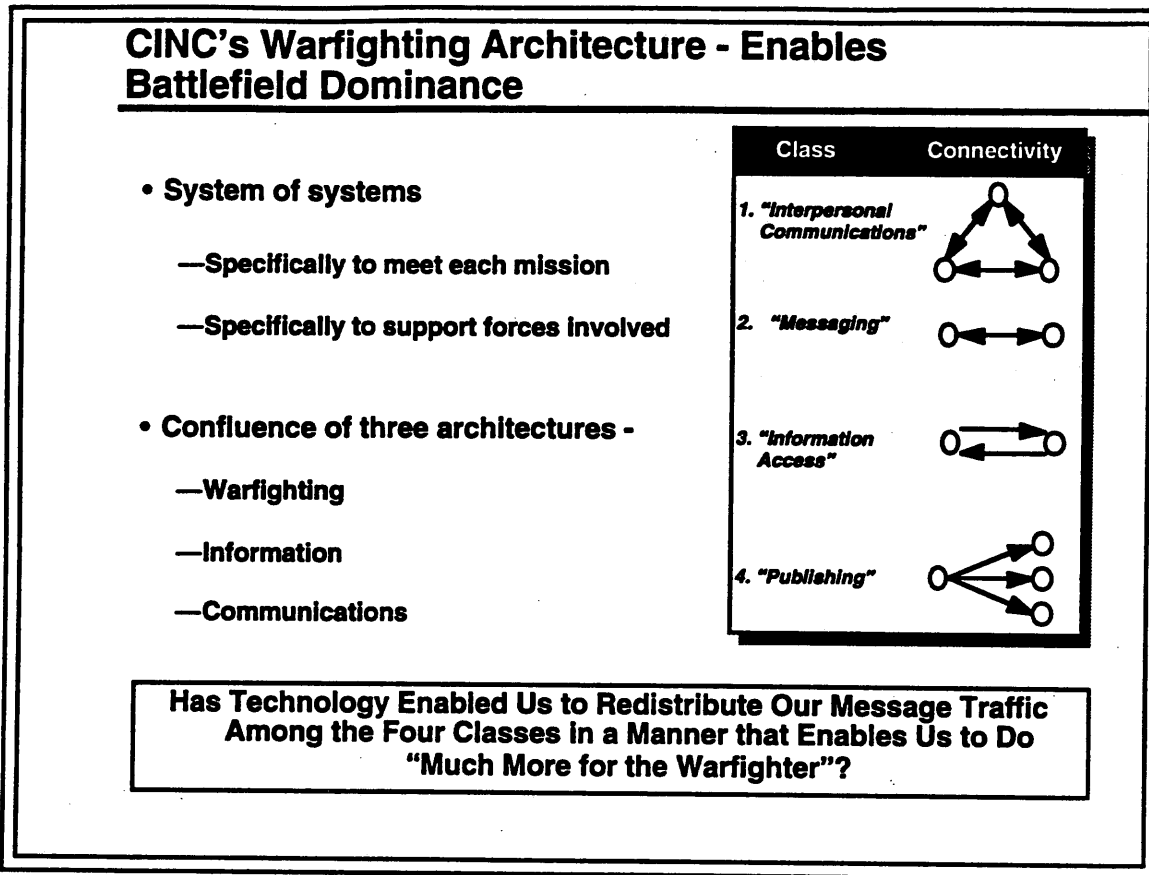 CINC's Warfighting Architecture - Enables
Battlefield Dominance
• System of systems
—Specifically to meet each mission
—Specifically to support forces involved
• Confluence of three architectures -
—Warfighting
—Information
—Communications
Class Connectivity
1. "Interpersonal
Communications"
2. "Messaging"
3. "Information
Access"
4. "Publishing"
Has Technology Enabled Us to Redistribute Our Message Traffic
Among the Four Classes in a Manner that Enables Us to Do
"Much More for the Warfighter"?